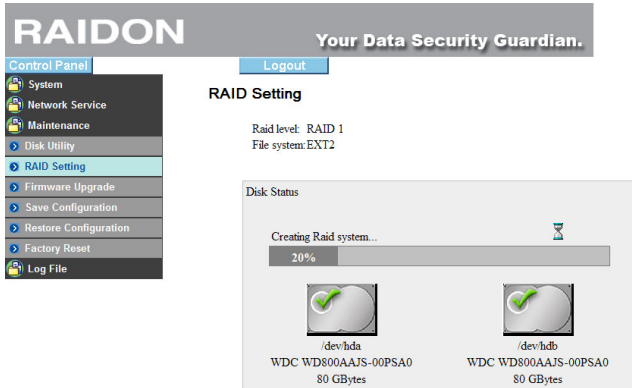 RAIDON
Your Data Security Guardian.
Control Panel
Logout
System
Network Service
Maintenance
Disk Utility
RAID Setting
Firmware Upgrade
Save Configuration
Restore Configuration
Factory Reset
Log File
RAID Setting
Raid level: RAID 1
File system:EXT2
Disk Status
Creating Raid system...
20%
/dev/hda
WDC WD800AAJS-00PSA0
80 GBytes
/dev/hdb
WDC WD800AAJS-00PSA0
80 GBytes